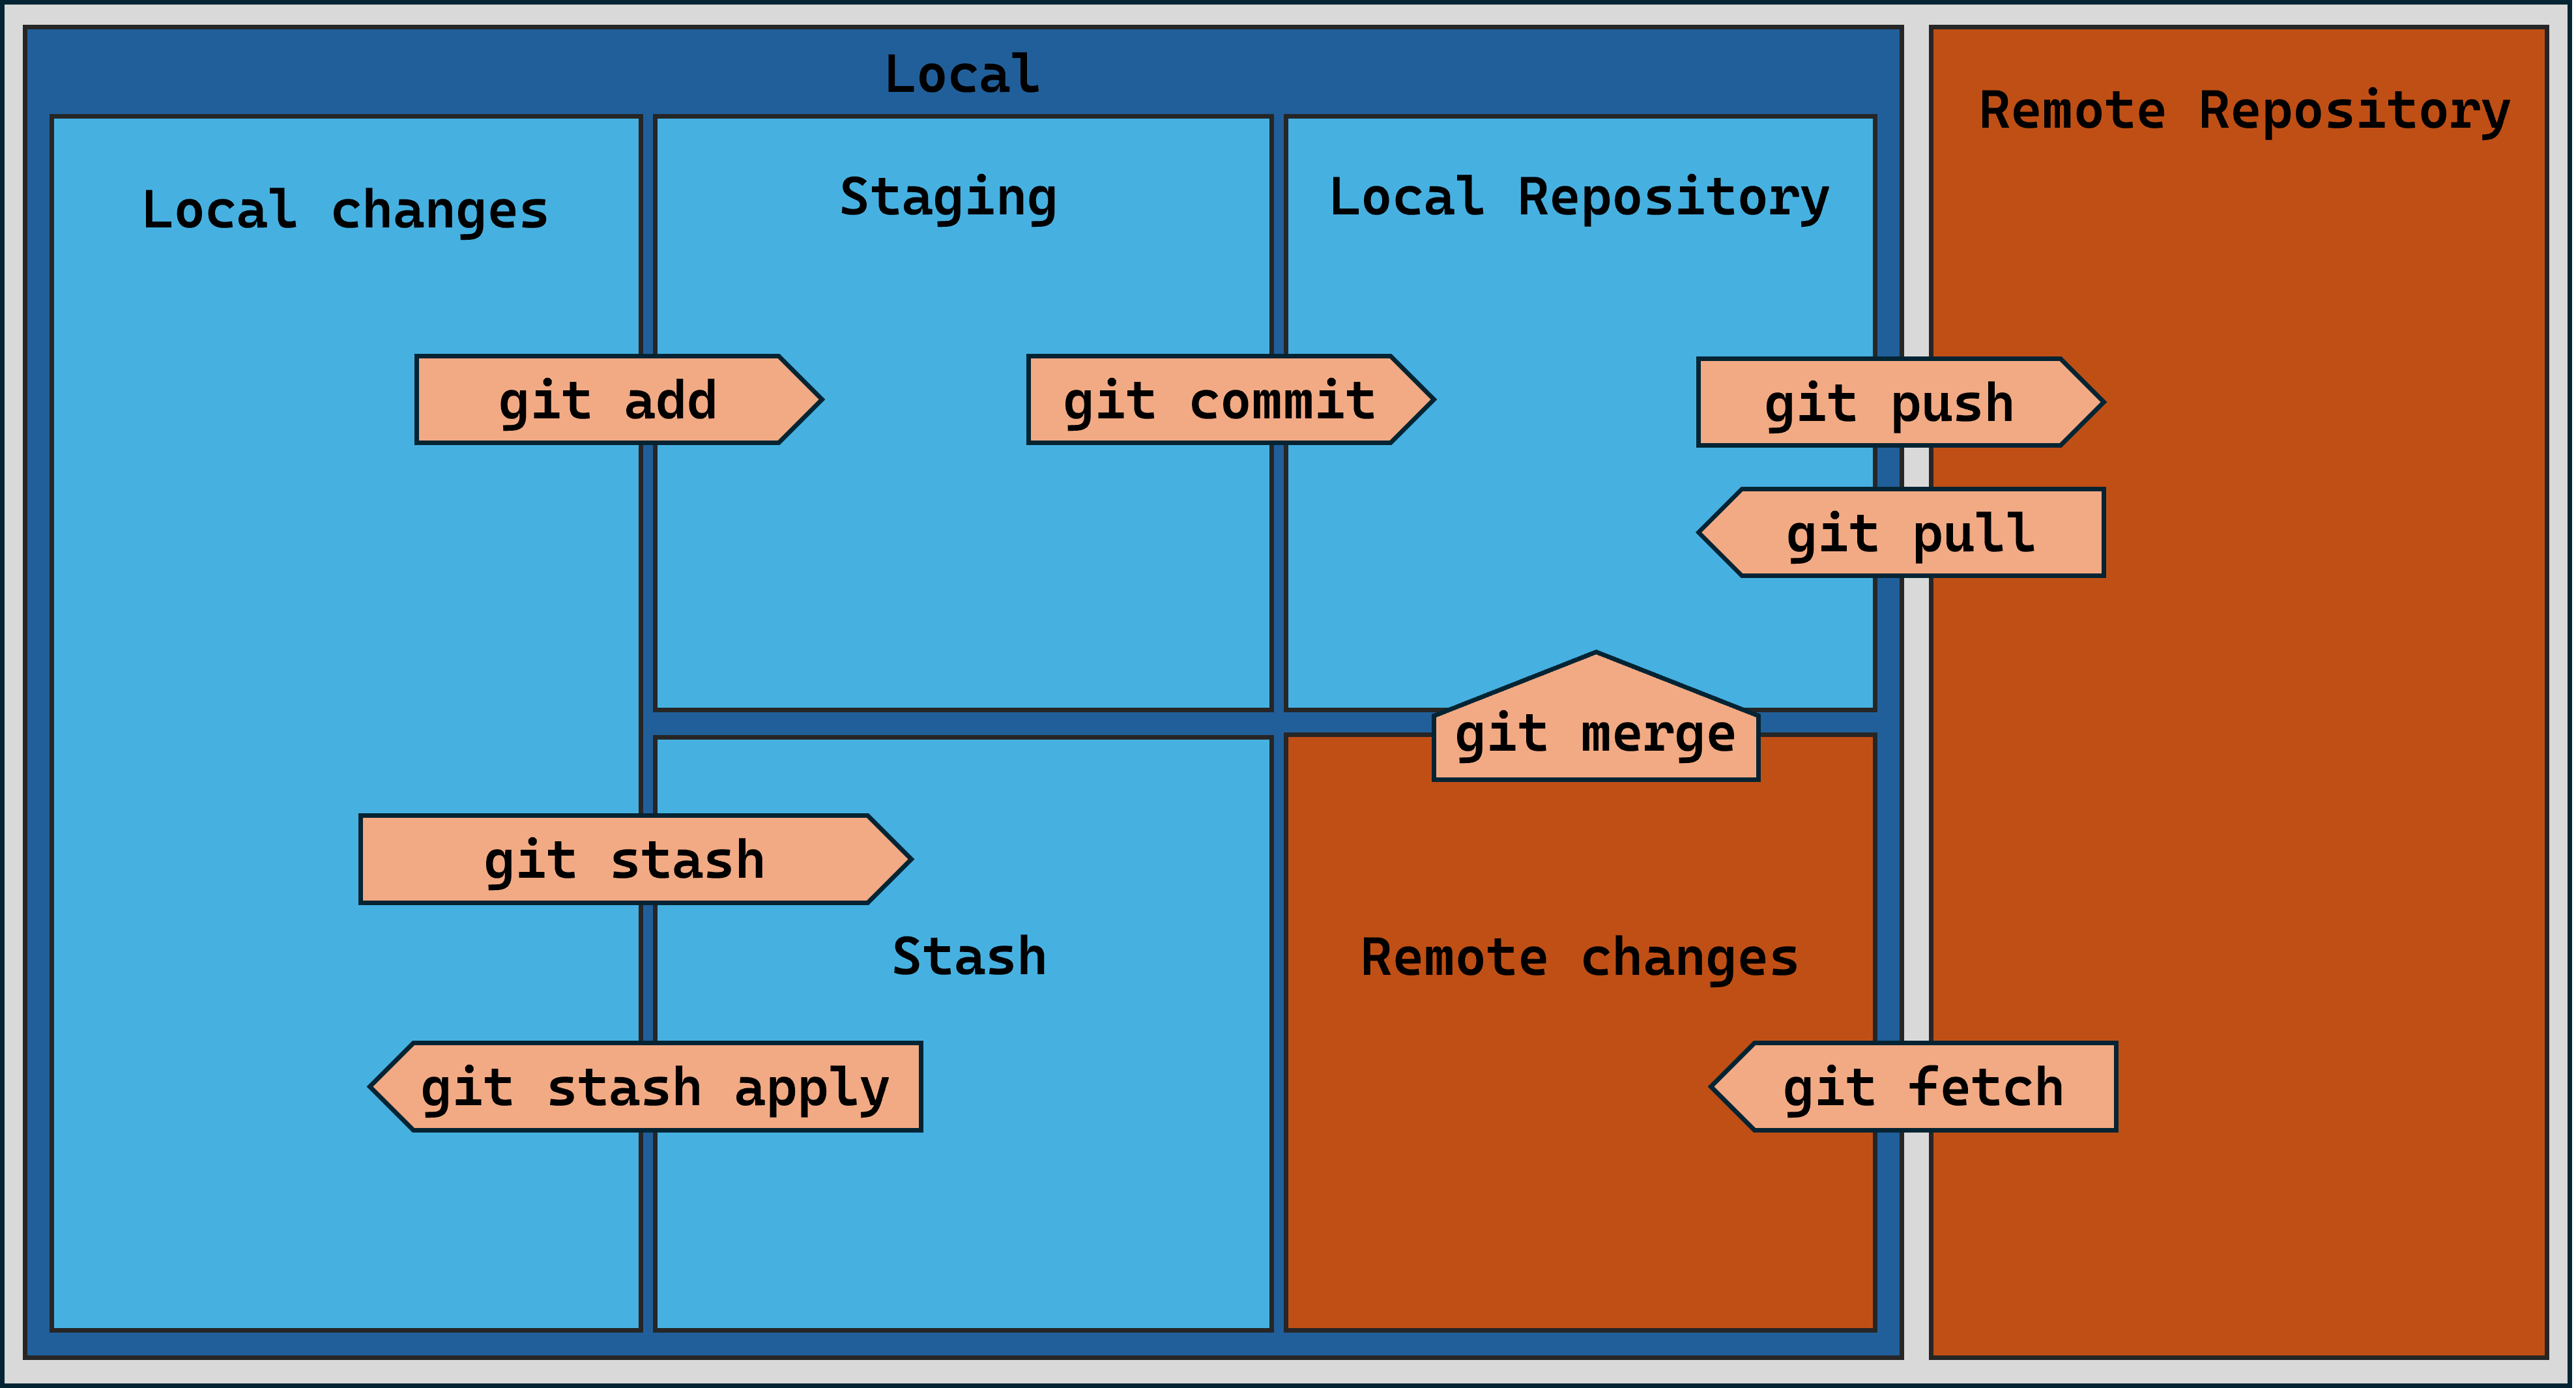 Local
Remote Repository
Local changes
Staging
Local Repository
git add
git commit
git push
git pull
git merge
git stash
Stash
Remote changes
git stash apply
git fetch